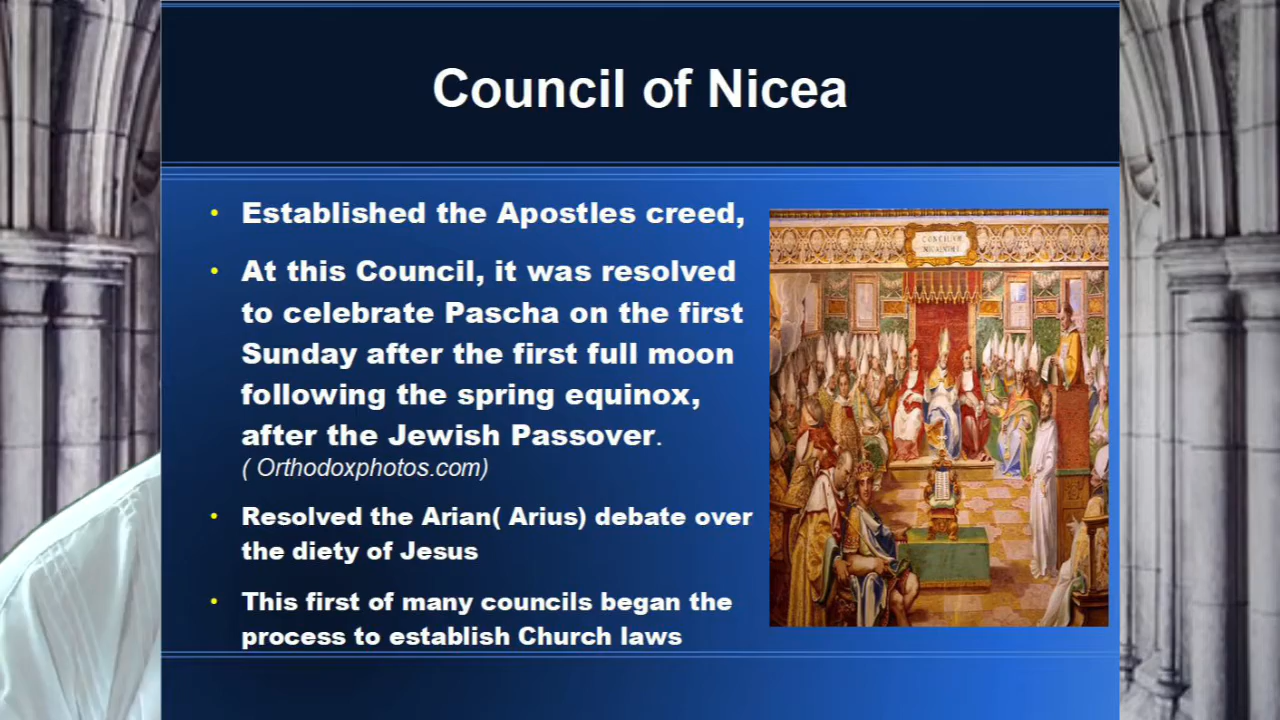 Council of Nicea
• Established the Apostles creed,
• At this Council, it was resolved
to celebrate Pascha on the first
Sunday after the first full moon
following the spring equinox,
after the Jewish Passover.
( Orthodoxphotos.com)
• Resolved the Arian( Arius) debate over
the diety of Jesus
• This first of many councils began the
process to establish Church laws